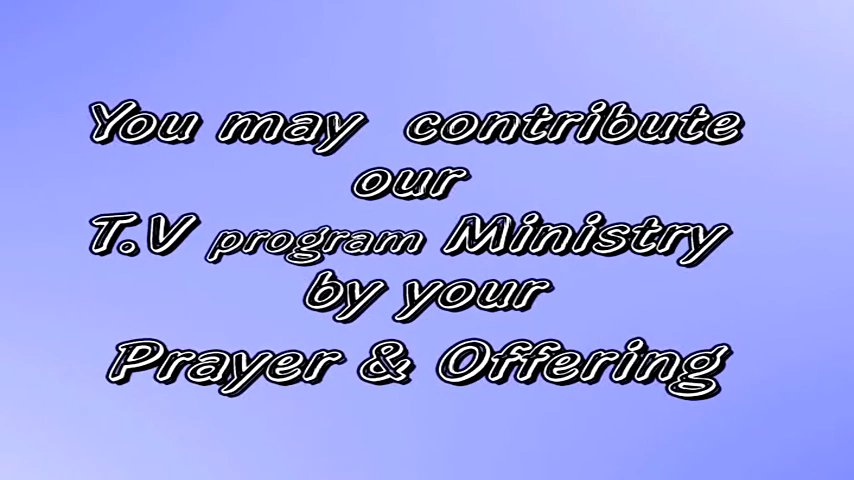 You may contribute
our
T.V program Ministry
by your
Prayer & Offering